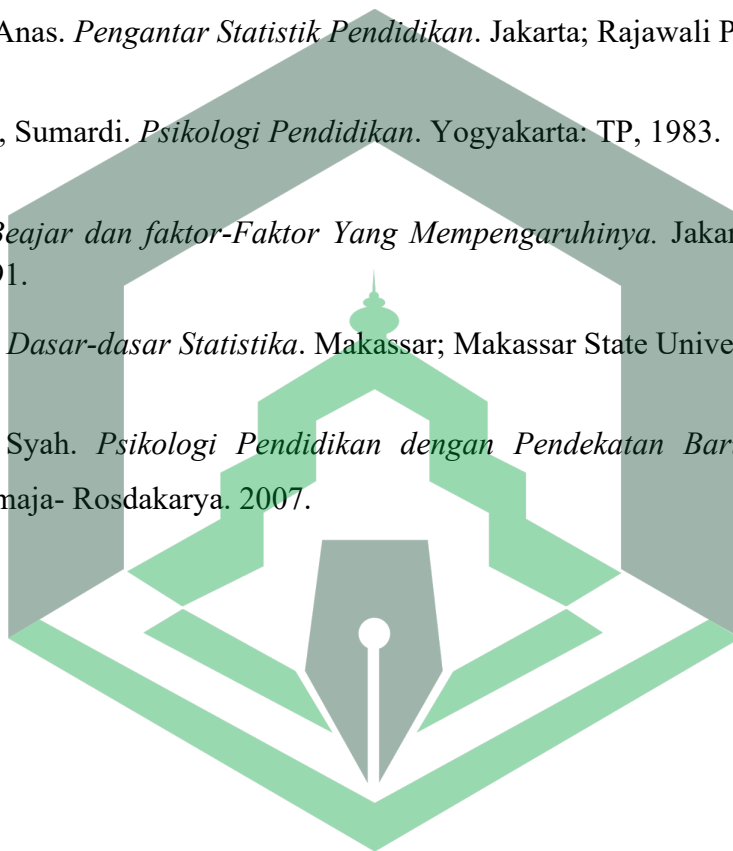 Anas. Pengantar Statistik Pendidikan. Jakarta; Rajawali P
, Sumardi. Psikologi Pendidikan. Yogyakarta: TP, 1983.
Beajar dan faktor-Faktor Yang Mempengaruhinya. Jakar
91.
Dasar-dasar Statistika. Makassar; Makassar State Unive
Syah. Psikologi Pendidikan dengan Pendekatan Bar
maja- Rosdakarya. 2007.